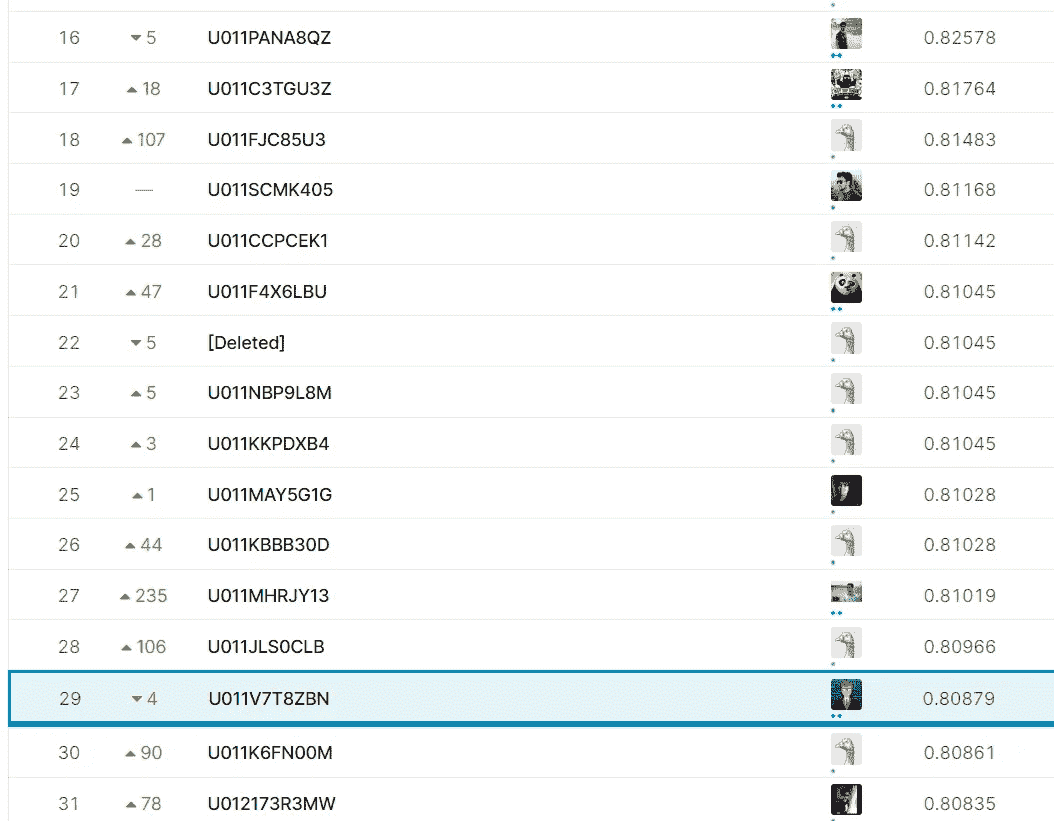 16 ▾5 U011PANA8QZ 0.82578
17 ▴18 U011C3TGU3Z 0.81764
18 ▴107 U011FJC85U3 0.81483
19 — U011SCMK405 0.81168
20 ▴28 U011CCPCEK1 0.81142
21 ▴47 U011F4X6LBU 0.81045
22 ▾5 [Deleted] 0.81045
23 ▴5 U011NBP9L8M 0.81045
24 ▴3 U011KKPDXB4 0.81045
25 ▴1 U011MAY5G1G 0.81028
26 ▴44 U011KBBB30D 0.81028
27 ▴235 U011MHRJY13 0.81019
28 ▴106 U011JLS0CLB 0.80966
29 ▾4 U011V7T8ZBN 0.80879
30 ▴90 U011K6FN00M 0.80861
31 ▴78 U012173R3MW 0.80835